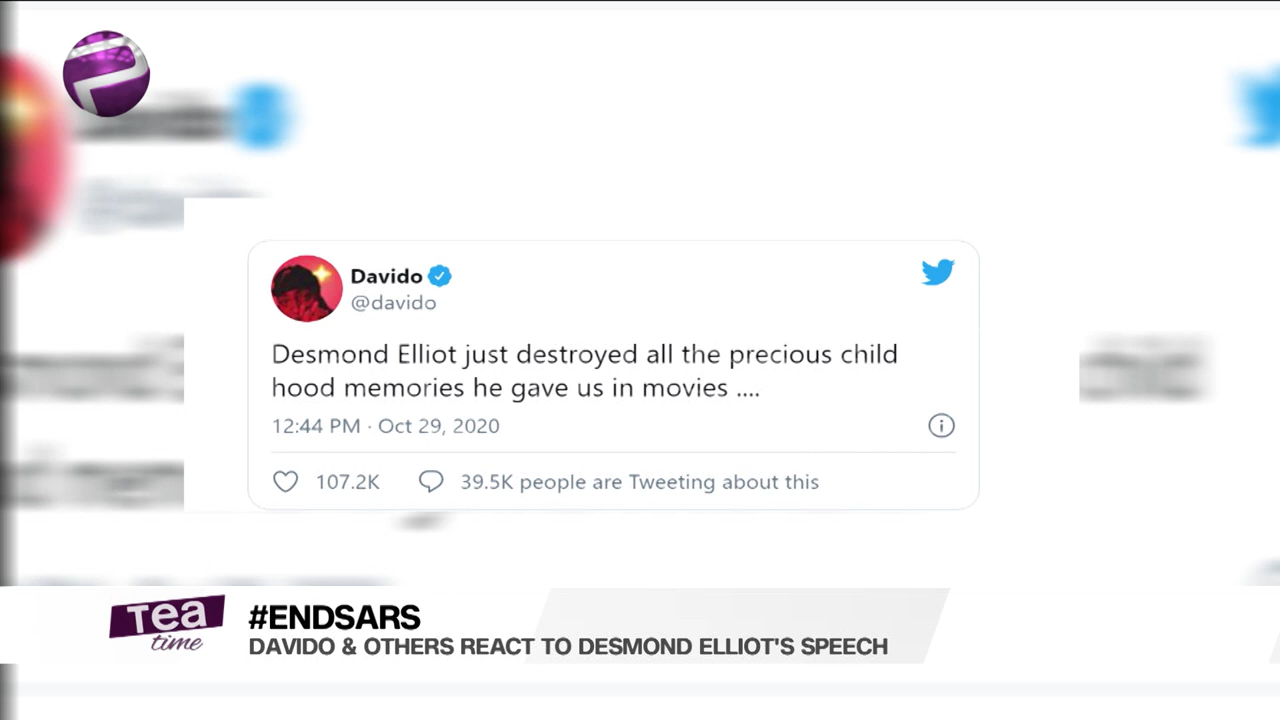 Davido
@davido
Desmond Elliot just destroyed all the precious child
hood memories he gave us in movies ....
12:44 PM · Oct 29, 2020
107.2K 39.5K people are Tweeting about this
Tea
time
#ENDSARS
DAVIDO & OTHERS REACT TO DESMOND ELLIOT'S SPEECH